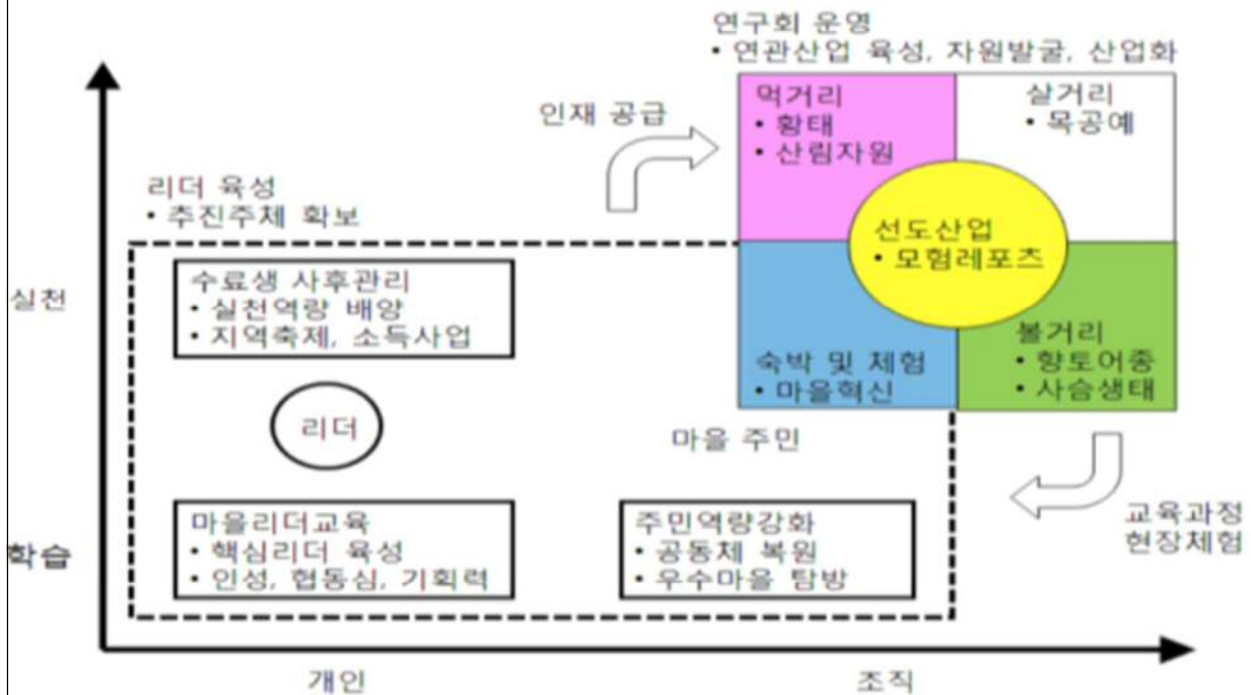 연구회 운영
• 연관산업 육성, 자원발굴, 산업화
인재 공급
먹거리
• 황태
• 산림자원
살거리
• 목공예
리더 육성
• 추진주체 확보
선도산업
• 모험레포츠
실천
수료생 사후관리
• 실천역량 배양
• 지역축제, 소득사업
숙박 및 체험
• 마을혁신
볼거리
• 향토어종
• 사슴생태
리더
마을 주민
학습
마을리더교육
• 핵심리더 육성
• 인성, 협동심, 기획력
주민역량강화
• 공동체 복원
• 우수마을 탐방
교육과정
현장체험
개인
조직